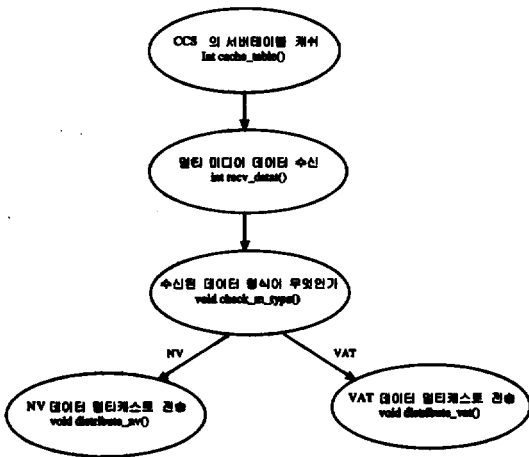 CCS 의 서버테이블 캐쉬
Int cache_table()
멀티 미디어 데이터 수신
int recv_data()
수신된 데이터 형식이 무엇인가
void check_m_type()
NV
VAT
NV 데이터 멀티캐스트 전송
void distribute_nv()
VAT 데이터 멀티캐스트 전송
void distribute_vat()